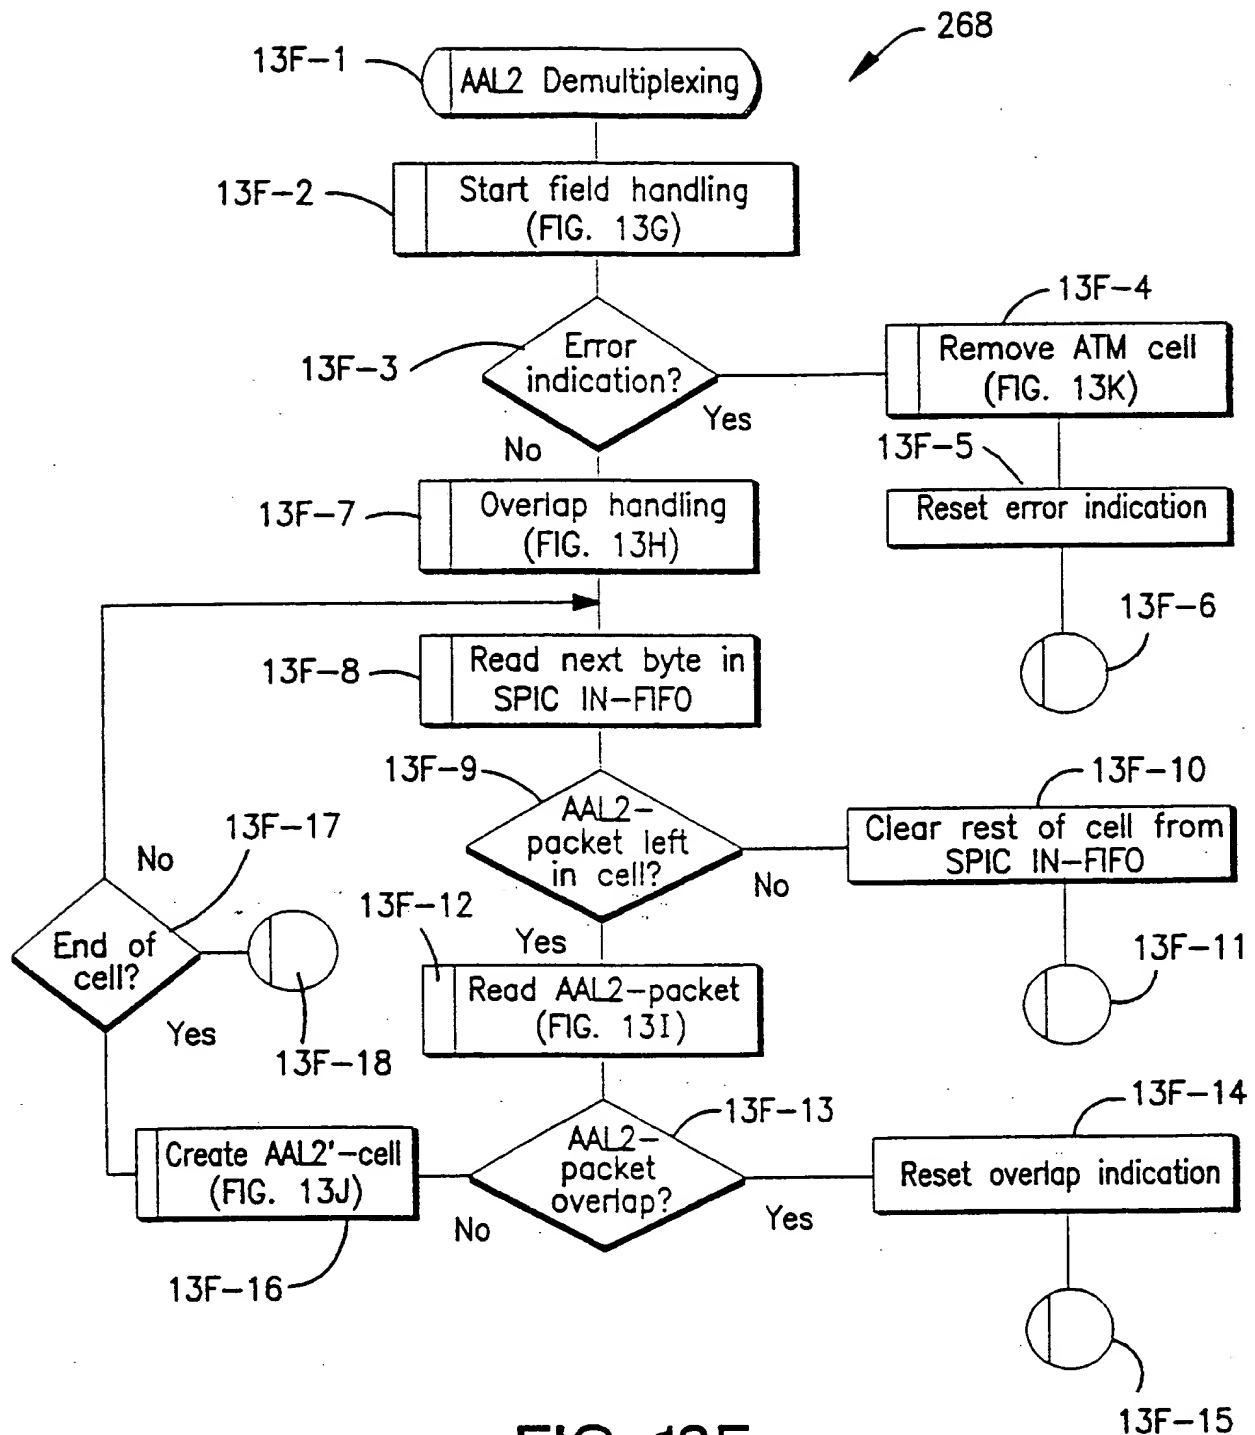 268
13F-1
AAL2 Demultiplexing
13F-2
Start field handling
(FIG. 13G)
13F-3
Error
indication?
Yes
No
13F-4
Remove ATM cell
(FIG. 13K)
13F-5
Reset error indication
13F-6
13F-7
Overlap handling
(FIG. 13H)
13F-8
Read next byte in
SPIC IN-FIFO
13F-9
AAL2-
packet left
in cell?
No
Yes
13F-10
Clear rest of cell from
SPIC IN-FIFO
13F-11
13F-12
Read AAL2-packet
(FIG. 13I)
13F-13
AAL2-
packet
overlap?
Yes
No
13F-14
Reset overlap indication
13F-15
Create AAL2'-cell
(FIG. 13J)
13F-16
13F-17
No
End of
cell?
Yes
13F-18